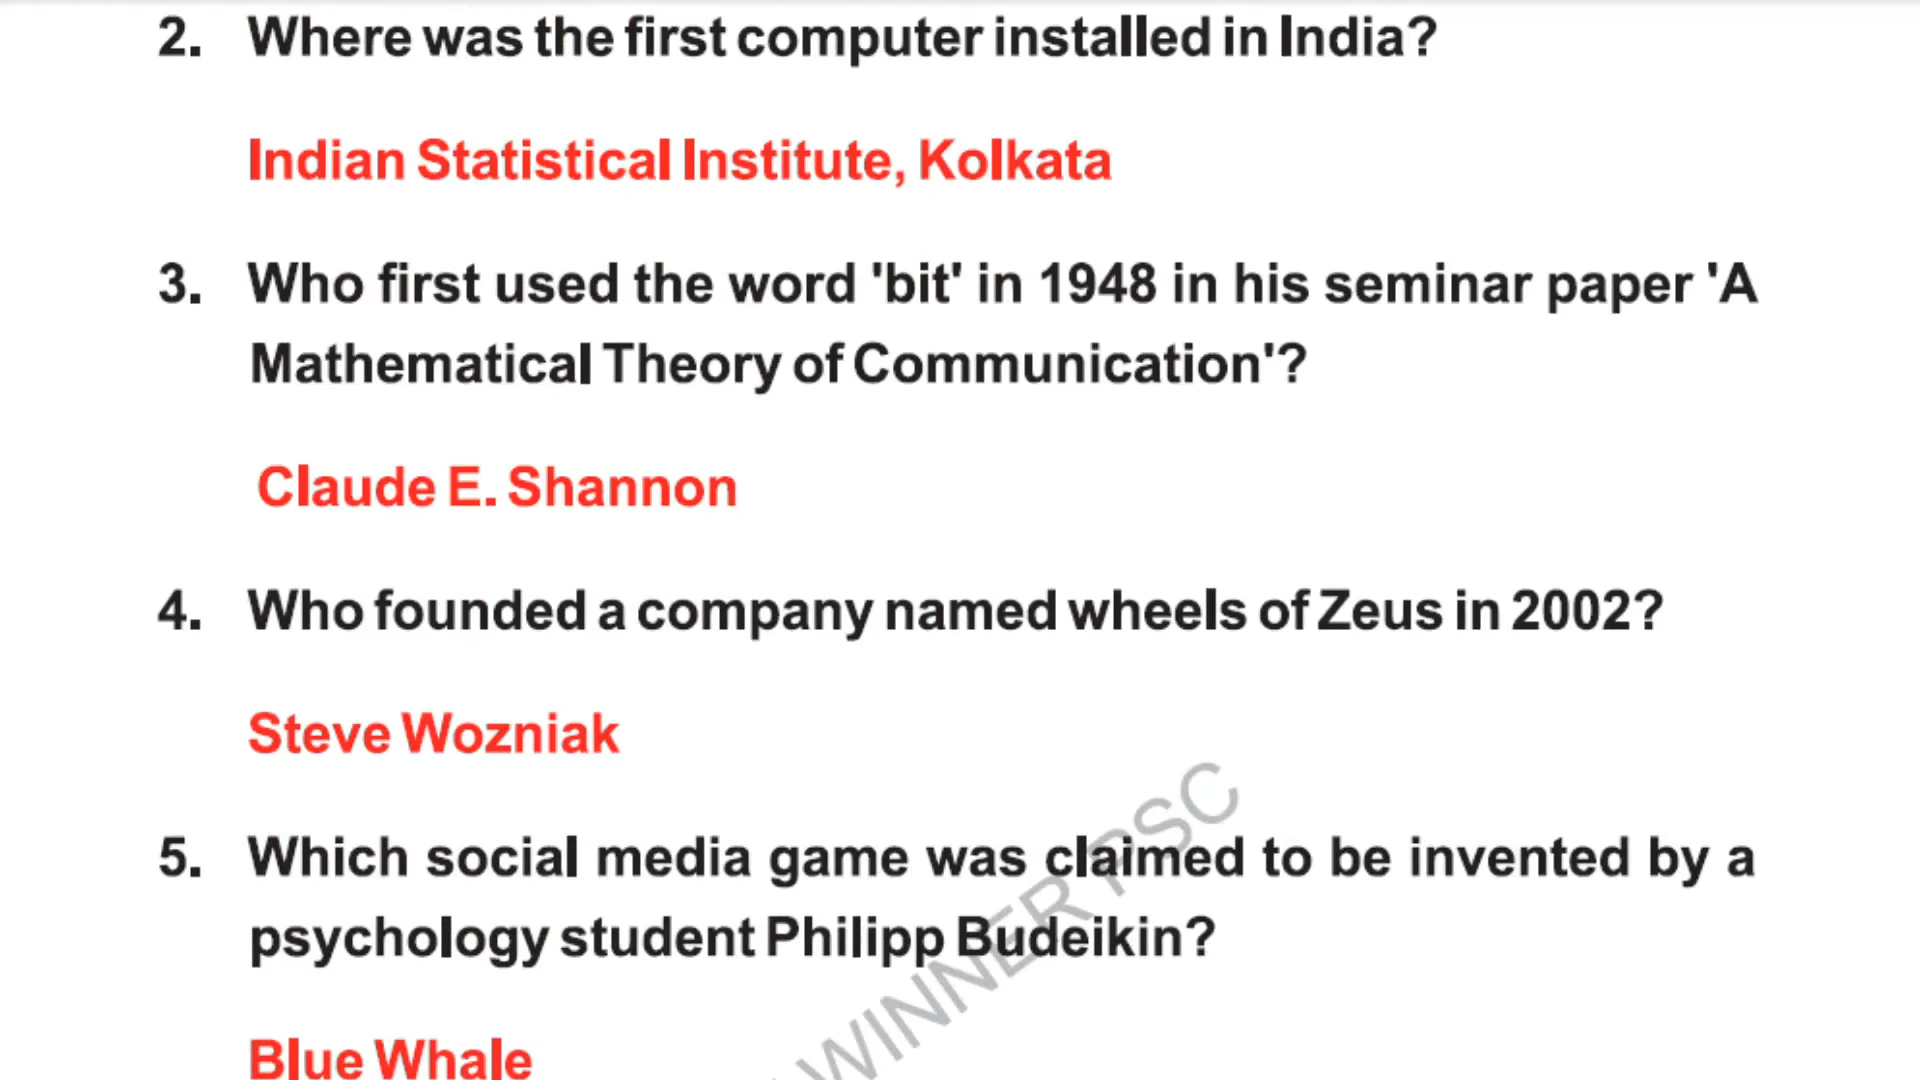 2. Where was the first computer installed in India?
Indian Statistical Institute, Kolkata
3. Who first used the word 'bit' in 1948 in his seminar paper 'A
Mathematical Theory of Communication'?
Claude E. Shannon
4. Who founded a company named wheels of Zeus in 2002?
Steve Wozniak
5. Which social media game was claimed to be invented by a
psychology student Philipp Budeikin?
Blue Whale
WINNER PSC